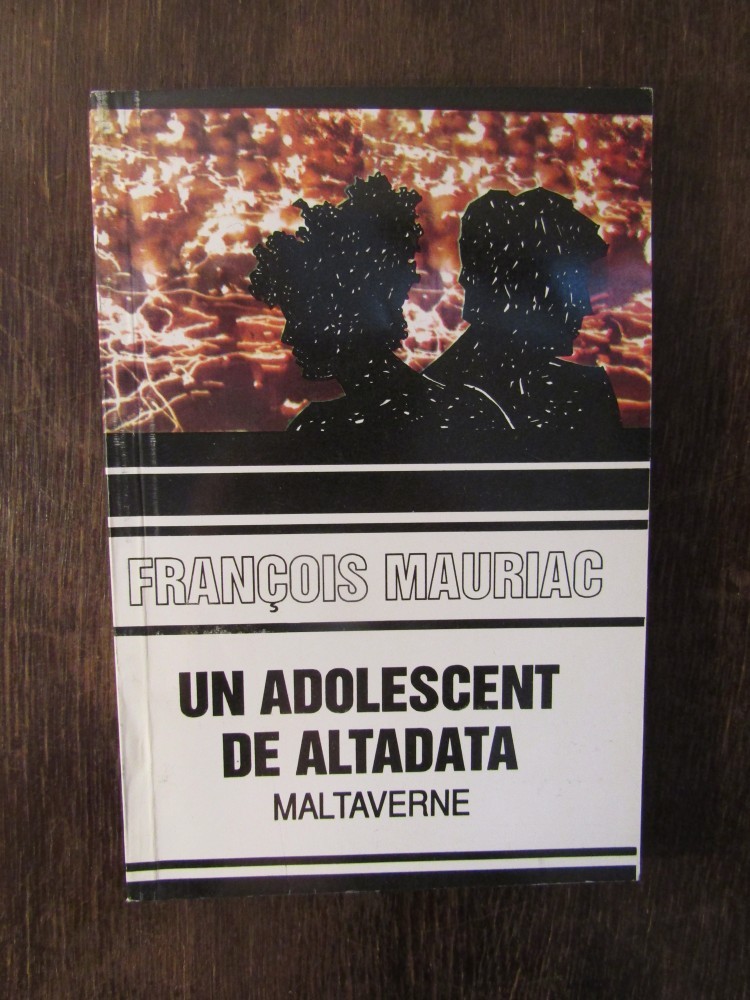 FRANÇOIS MAURIAC
UN ADOLESCENT
DE ALTADATA
MALTAVERNE